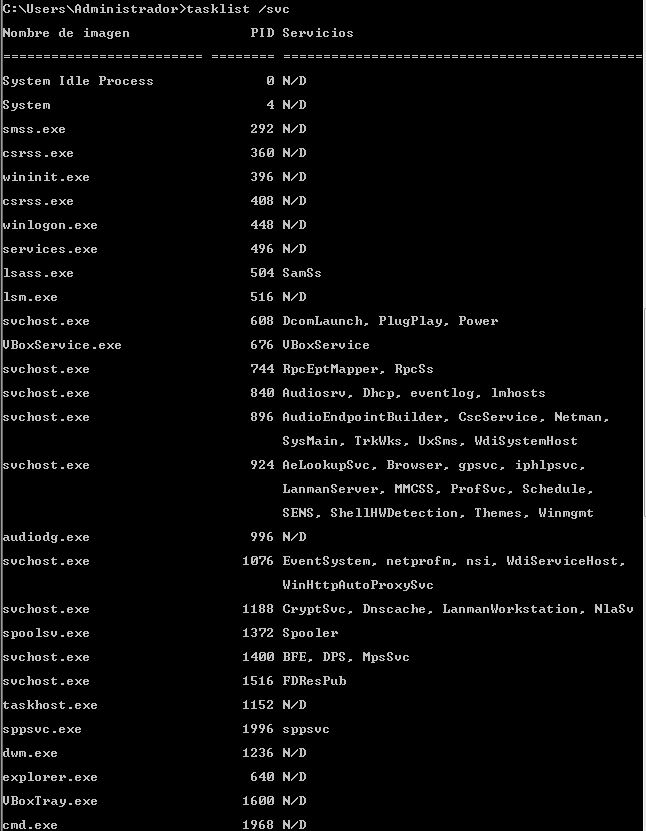 C:\Users\Administrador>tasklist /svc
Nombre de imagen PID Servicios
========================= ======== ============================================
System Idle Process 0 N/D
System 4 N/D
smss.exe 292 N/D
csrss.exe 360 N/D
wininit.exe 396 N/D
csrss.exe 408 N/D
winlogon.exe 448 N/D
services.exe 496 N/D
lsass.exe 504 SamSs
lsm.exe 516 N/D
svchost.exe 608 DcomLaunch, PlugPlay, Power
VBoxService.exe 676 VBoxService
svchost.exe 744 RpcEptMapper, RpcSs
svchost.exe 840 Audiosrv, Dhcp, eventlog, lmhosts
svchost.exe 896 AudioEndpointBuilder, CscService, Netman,
SysMain, TrkWks, UxSms, WdiSystemHost
svchost.exe 924 AeLookupSvc, Browser, gpsvc, iphlpsvc,
LanmanServer, MMCSS, ProfSvc, Schedule,
SENS, ShellHWDetection, Themes, Winmgmt
audiodg.exe 996 N/D
svchost.exe 1076 EventSystem, netprofm, nsi, WdiServiceHost,
WinHttpAutoProxySvc
svchost.exe 1188 CryptSvc, Dnscache, LanmanWorkstation, NlaSv
spoolsv.exe 1372 Spooler
svchost.exe 1400 BFE, DPS, MpsSvc
svchost.exe 1516 FDResPub
taskhost.exe 1152 N/D
sppsvc.exe 1996 sppsvc
dwm.exe 1236 N/D
explorer.exe 640 N/D
VBoxTray.exe 1600 N/D
cmd.exe 1968 N/D